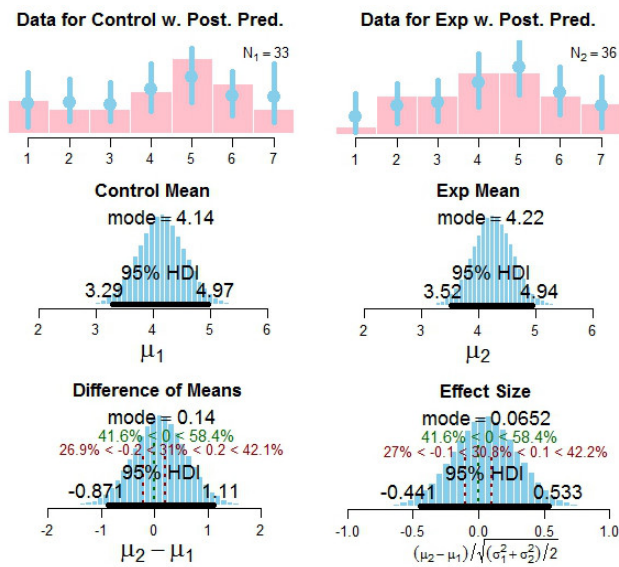 Data for Control w. Post. Pred.
N₁ = 33
1 2 3 4 5 6 7
Data for Exp w. Post. Pred.
N₂ = 36
1 2 3 4 5 6 7
Control Mean
mode = 4.14
95% HDI
3.29 4.97
2 3 4 5 6
μ₁
Exp Mean
mode = 4.22
95% HDI
3.52 4.94
2 3 4 5 6
μ₂
Difference of Means
mode = 0.14
41.6% < 0 < 58.4%
26.9% < -0.2 < 31% < 0.2 < 42.1%
95% HDI
-0.871 1.11
-2 -1 0 1 2
μ₂ − μ₁
Effect Size
mode = 0.0652
41.6% < 0 < 58.4%
27% < -0.1 < 30.8% < 0.1 < 42.2%
95% HDI
-0.441 0.533
-1.0 -0.5 0.0 0.5 1.0
(μ₂ − μ₁)/√(σ₁² + σ₂²)/2